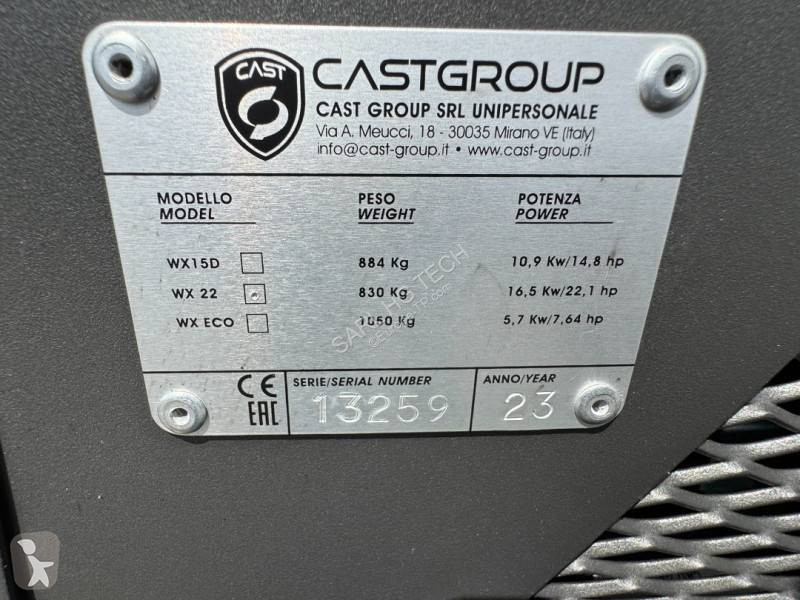 CAST
CASTGROUP
CAST GROUP SRL UNIPERSONALE
Via A. Meucci, 18 - 30035 Mirano VE (Italy)
info@cast-group.it • www.cast-group.it
MODELLO PESO POTENZA
MODEL WEIGHT POWER
WX15D 884 Kg 10,9 Kw/14,8 hp
WX 22 830 Kg 16,5 Kw/22,1 hp
WX ECO 1050 Kg 5,7 Kw/7,64 hp
CE
EAC
SERIE/SERIAL NUMBER ANNO/YEAR
13259 23